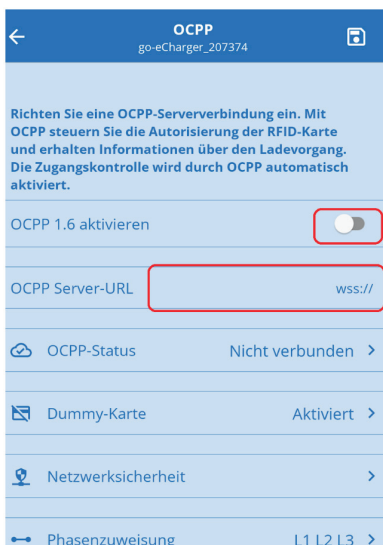 OCPP
go-eCharger_207374
Richten Sie eine OCPP-Serververbindung ein. Mit
OCPP steuern Sie die Autorisierung der RFID-Karte
und erhalten Informationen über den Ladevorgang.
Die Zugangskontrolle wird durch OCPP automatisch
aktiviert.
OCPP 1.6 aktivieren
OCPP Server-URL wss://
OCPP-Status Nicht verbunden
Dummy-Karte Aktiviert
Netzwerksicherheit
Phasenzuweisung L1 L2 L3